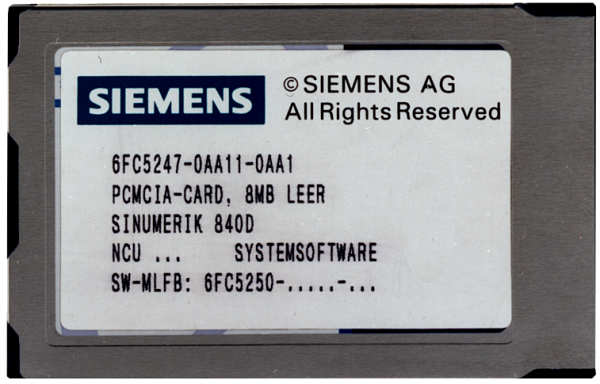 SIEMENS
© SIEMENS AG
All Rights Reserved
6FC5247-0AA11-0AA1
PCMCIA-CARD, 8MB LEER
SINUMERIK 840D
NCU ... SYSTEMSOFTWARE
SW-MLFB: 6FC5250-.....-...